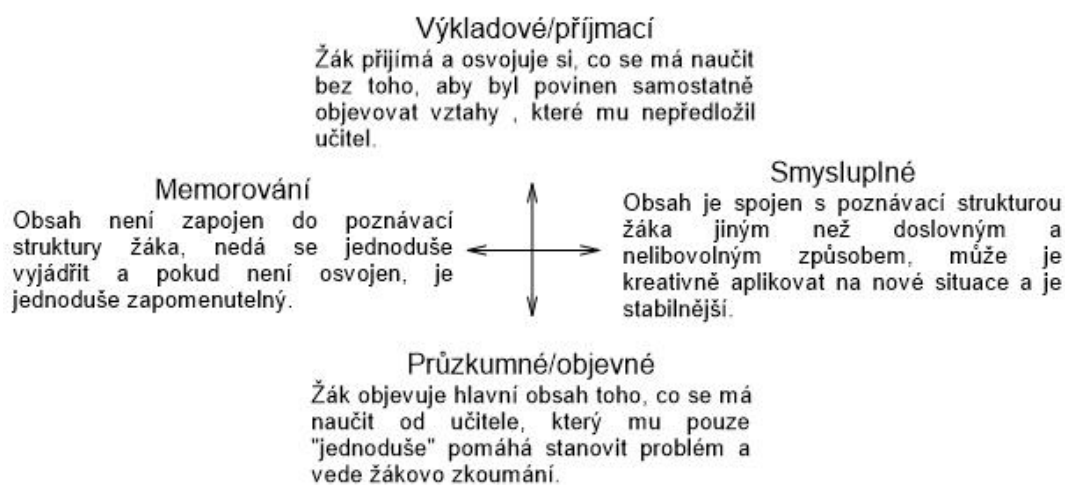 Výkladové/příjmací
Žák přijímá a osvojuje si, co se má naučit
bez toho, aby byl povinen samostatně
objevovat vztahy , které mu nepředložil
učitel.
Memorování
Obsah není zapojen do poznávací
struktury žáka, nedá se jednoduše
vyjádřit a pokud není osvojen, je
jednoduše zapomenutelný.
Smysluplné
Obsah je spojen s poznávací strukturou
žáka jiným než doslovným a
nelibovolným způsobem, může je
kreativně aplikovat na nové situace a je
stabilnější.
Průzkumné/objevné
Žák objevuje hlavní obsah toho, co se má
naučit od učitele, který mu pouze
"jednoduše" pomáhá stanovit problém a
vede žákovo zkoumání.